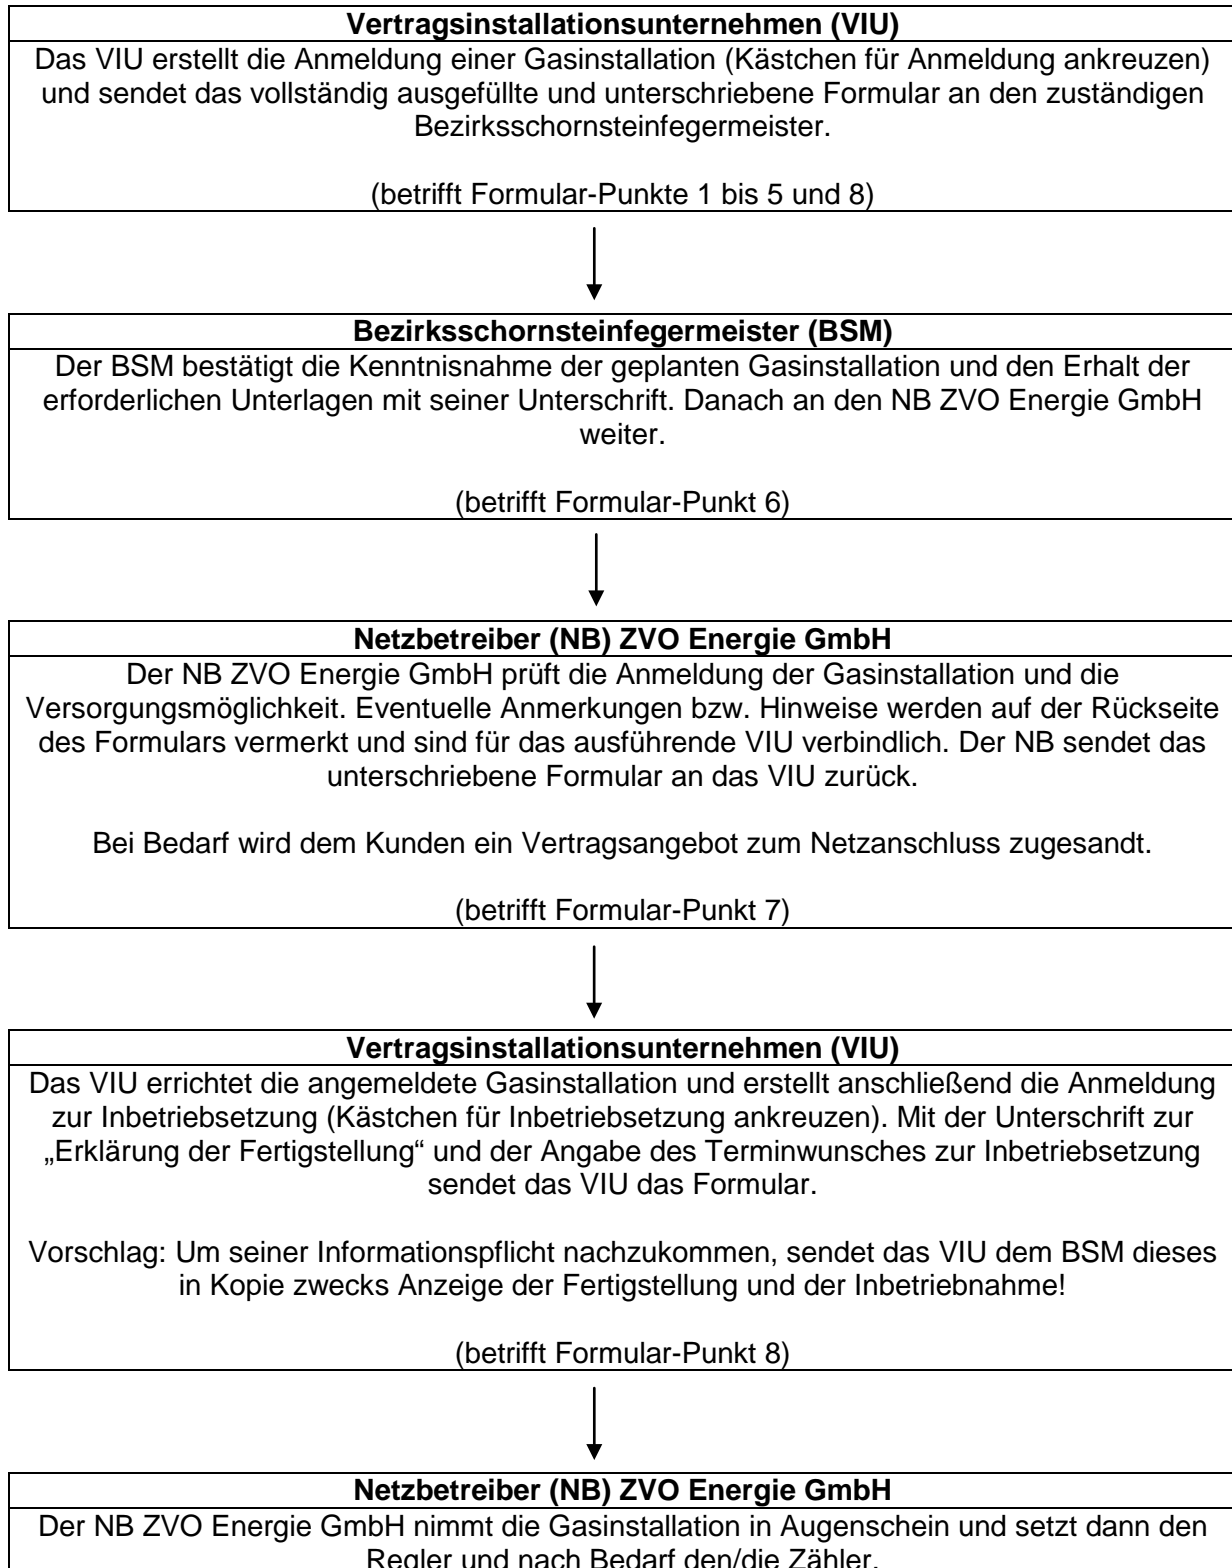 Vertragsinstallationsunternehmen (VIU)
Das VIU erstellt die Anmeldung einer Gasinstallation (Kästchen für Anmeldung ankreuzen)
und sendet das vollständig ausgefüllte und unterschriebene Formular an den zuständigen
Bezirksschornsteinfegermeister.
(betrifft Formular-Punkte 1 bis 5 und 8)
Bezirksschornsteinfegermeister (BSM)
Der BSM bestätigt die Kenntnisnahme der geplanten Gasinstallation und den Erhalt der
erforderlichen Unterlagen mit seiner Unterschrift. Danach an den NB ZVO Energie GmbH
weiter.
(betrifft Formular-Punkt 6)
Netzbetreiber (NB) ZVO Energie GmbH
Der NB ZVO Energie GmbH prüft die Anmeldung der Gasinstallation und die
Versorgungsmöglichkeit. Eventuelle Anmerkungen bzw. Hinweise werden auf der Rückseite
des Formulars vermerkt und sind für das ausführende VIU verbindlich. Der NB sendet das
unterschriebene Formular an das VIU zurück.
Bei Bedarf wird dem Kunden ein Vertragsangebot zum Netzanschluss zugesandt.
(betrifft Formular-Punkt 7)
Vertragsinstallationsunternehmen (VIU)
Das VIU errichtet die angemeldete Gasinstallation und erstellt anschließend die Anmeldung
zur Inbetriebsetzung (Kästchen für Inbetriebsetzung ankreuzen). Mit der Unterschrift zur
„Erklärung der Fertigstellung“ und der Angabe des Terminwunsches zur Inbetriebsetzung
sendet das VIU das Formular.
Vorschlag: Um seiner Informationspflicht nachzukommen, sendet das VIU dem BSM dieses
in Kopie zwecks Anzeige der Fertigstellung und der Inbetriebnahme!
(betrifft Formular-Punkt 8)
Netzbetreiber (NB) ZVO Energie GmbH
Der NB ZVO Energie GmbH nimmt die Gasinstallation in Augenschein und setzt dann den
Regler und nach Bedarf den/die Zähler.